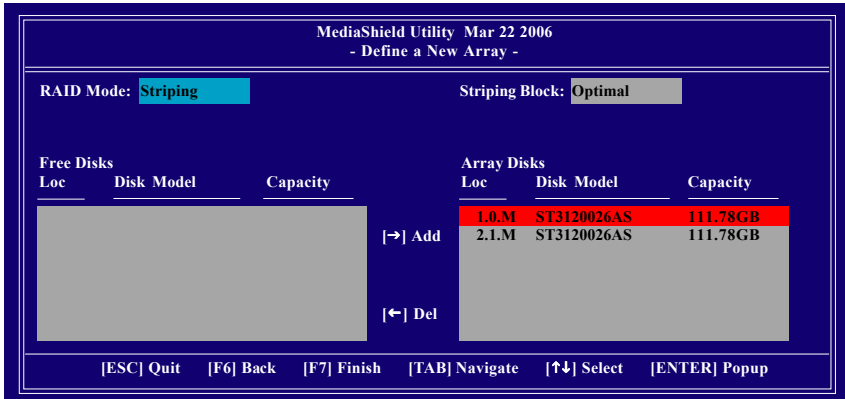 MediaShield Utility Mar 22 2006
- Define a New Array -
RAID Mode: Striping Striping Block: Optimal
Free Disks Array Disks
Loc Disk Model Capacity Loc Disk Model Capacity
1.0.M ST3120026AS 111.78GB
[→] Add 2.1.M ST3120026AS 111.78GB
[←] Del
[ESC] Quit [F6] Back [F7] Finish [TAB] Navigate [↑↓] Select [ENTER] Popup